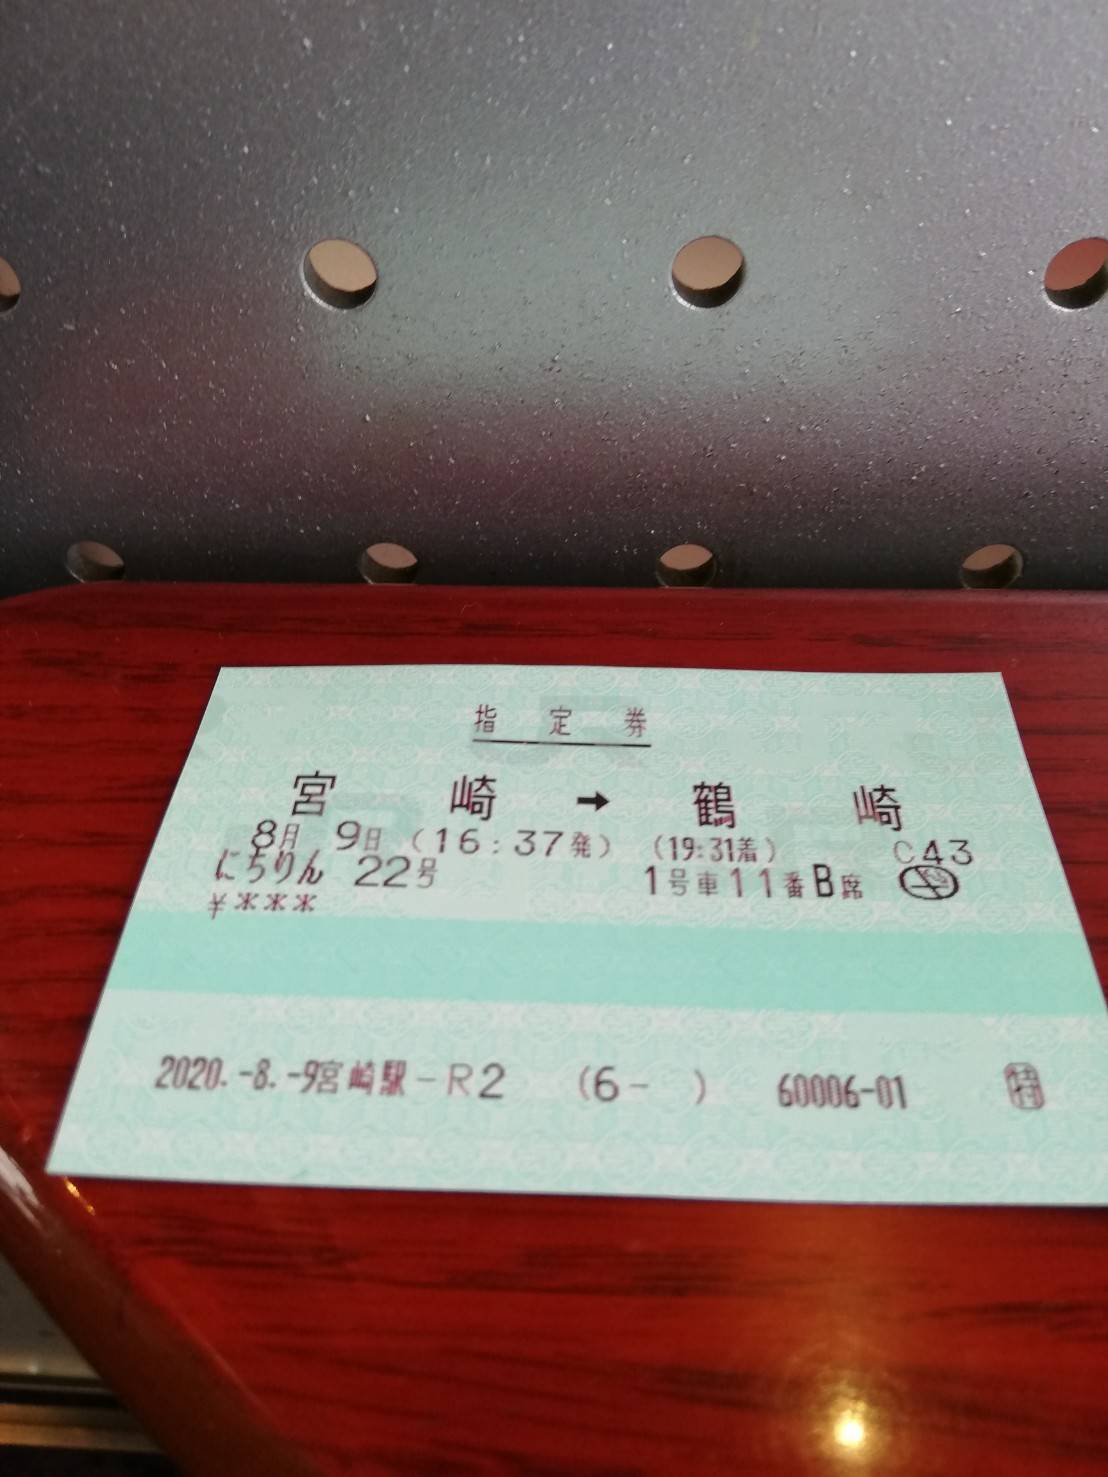 指定券
宮崎 ➡ 鶴崎
8月 9日 (16:37発) (19:31着) C43
にちりん 22号 1号車11番B席
¥***
2020.-8.-9宮崎駅-R2 (6- ) 60006-01 特